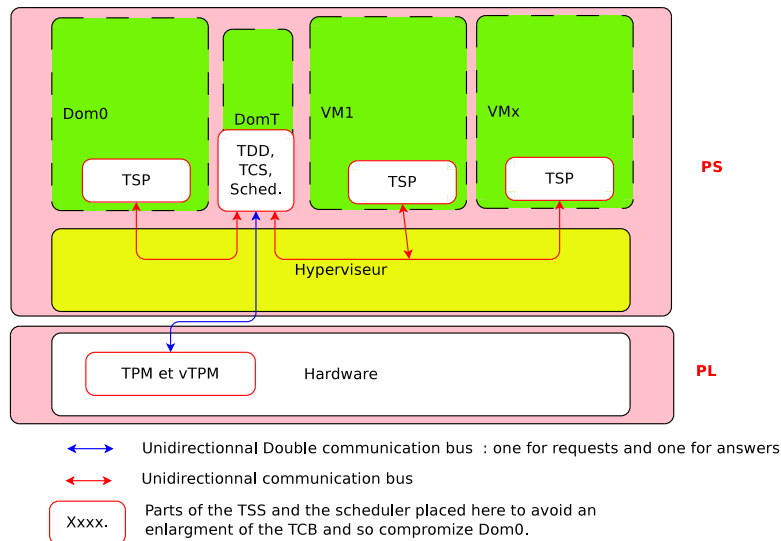 Dom0
DomT
VM1
VMx
TDD,
TCS,
Sched.
TSP
TSP
TSP
PS
Hyperviseur
TPM et vTPM
Hardware
PL
Unidirectionnal Double communication bus : one for requests and one for answers
Unidirectionnal communication bus
Xxxx.
Parts of the TSS and the scheduler placed here to avoid an
enlargment of the TCB and so compromize Dom0.